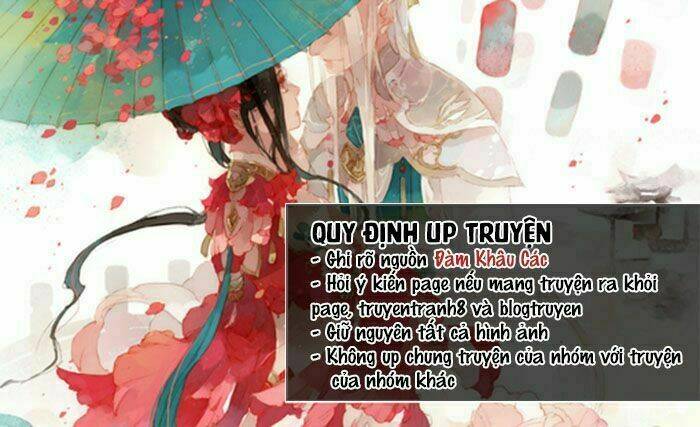 QUY ĐỊNH UP TRUYỆN
- Ghi rõ nguồn Đàm Khâu Các
- Hỏi ý kiến page nếu mang truyện ra khỏi
page, truyentranh8 và blogtruyen
- Giữ nguyên tất cả hình ảnh
- Không up chung truyện của nhóm với truyện
của nhóm khác